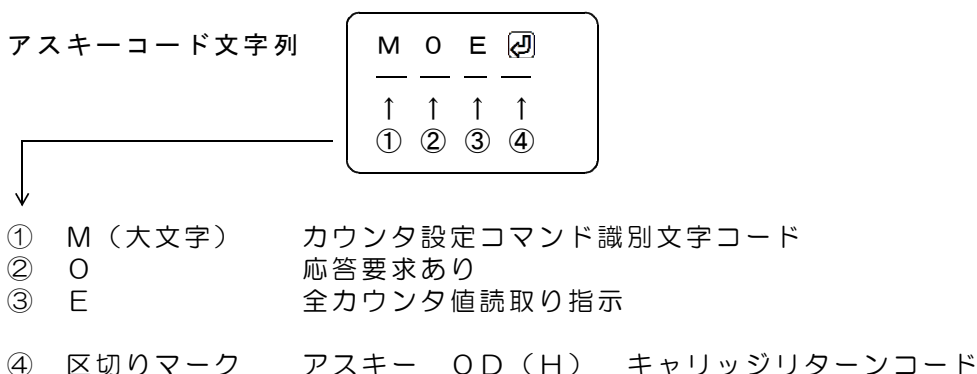 アスキーコード文字列 M 0 E ⏎
↑ ↑ ↑ ↑
① ② ③ ④
① M（大文字） カウンタ設定コマンド識別文字コード
② 0 応答要求あり
③ E 全カウンタ値読取り指示
④ 区切りマーク アスキー 0D（H） キャリッジリターンコード